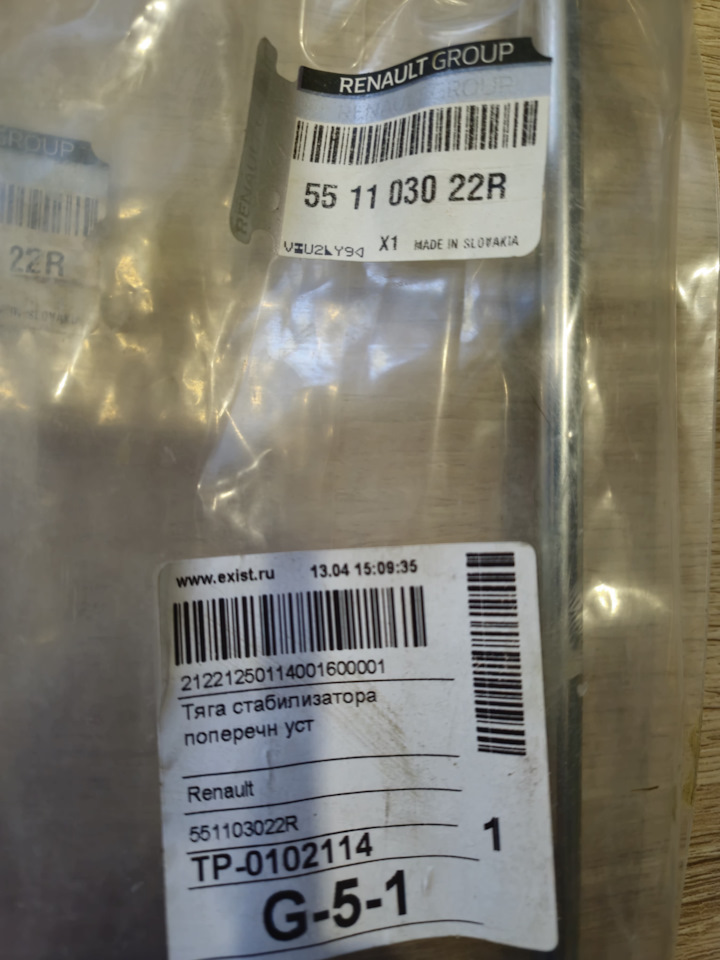 RENAULT GROUP
55 11 030 22R
X1 MADE IN SLOVAKIA
GROUP
22R
www.exist.ru 13.04 15:09:35
21221250114001600001
Тяга стабилизатора
поперечн уст
Renault
551103022R
TP-0102114
1
G-5-1